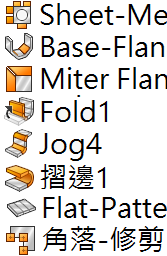 Sheet-Me
Base-Flan
Miter Flan
Fold1
Jog4
摺邊1
Flat-Patte
角落-修剪